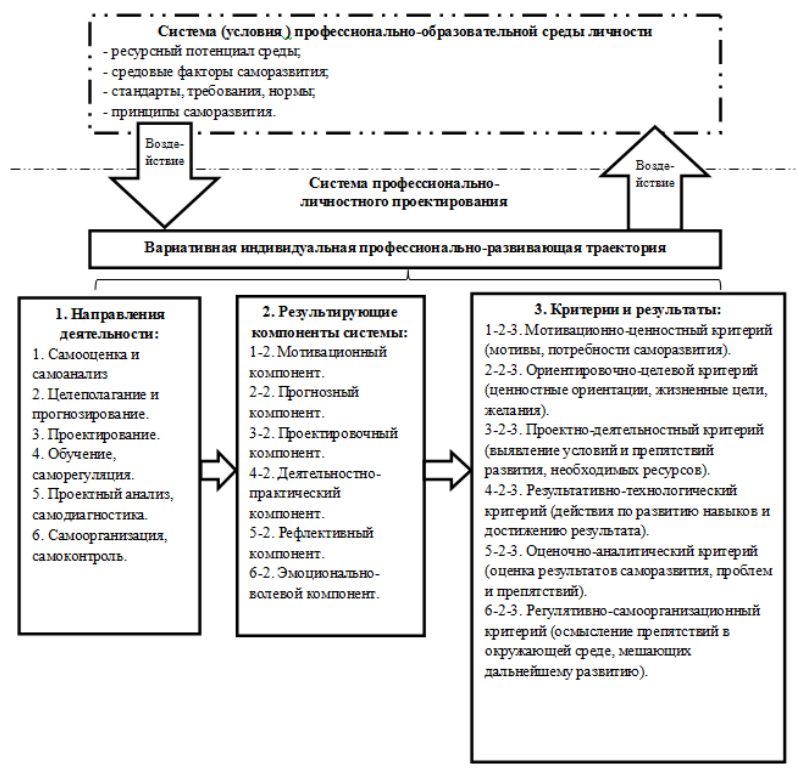 Система (условия ) профессионально-образовательной среды личности
- ресурсный потенциал среды;
- средовые факторы саморазвития;
- стандарты, требования, нормы;
- принципы саморазвития.
Возде-
йствие
Возде-
йствие
Система профессионально-
личностного проектирования
Вариативная индивидуальная профессионально-развивающая траектория
1. Направления
деятельности:
1. Самооценка и
самоанализ
2. Целеполагание и
прогнозирование.
3. Проектирование.
4. Обучение,
саморегуляция.
5. Проектный анализ,
самодиагностика.
6. Самоорганизация,
самоконтроль.
2. Результирующие
компоненты системы:
1-2. Мотивационный
компонент.
2-2. Прогнозный
компонент.
3-2. Проектировочный
компонент.
4-2. Деятельностно-
практический
компонент.
5-2. Рефлективный
компонент.
6-2. Эмоционально-
волевой компонент.
3. Критерии и результаты:
1-2-3. Мотивационно-ценностный критерий
(мотивы, потребности саморазвития).
2-2-3. Ориентировочно-целевой критерий
(ценностные ориентации, жизненные цели,
желания).
3-2-3. Проектно-деятельностный критерий
(выявление условий и препятствий
развития, необходимых ресурсов).
4-2-3. Результативно-технологический
критерий (действия по развитию навыков и
достижению результата).
5-2-3. Оценочно-аналитический критерий
(оценка результатов саморазвития, проблем
и препятствий).
6-2-3. Регулятивно-самоорганизационный
критерий (осмысление препятствий в
окружающей среде, мешающих
дальнейшему развитию).